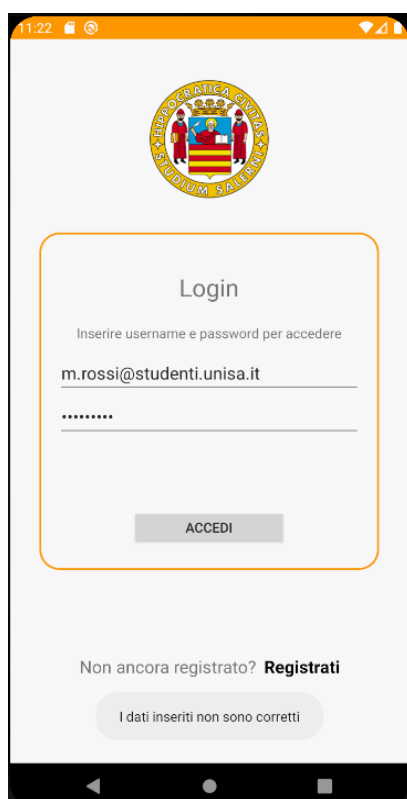 11:22
HIPPOCRATICA CIVITAS
STUDIUM SALERNI
Login
Inserire username e password per accedere
m.rossi@studenti.unisa.it
•••••••••
ACCEDI
Non ancora registrato? Registrati
I dati inseriti non sono corretti